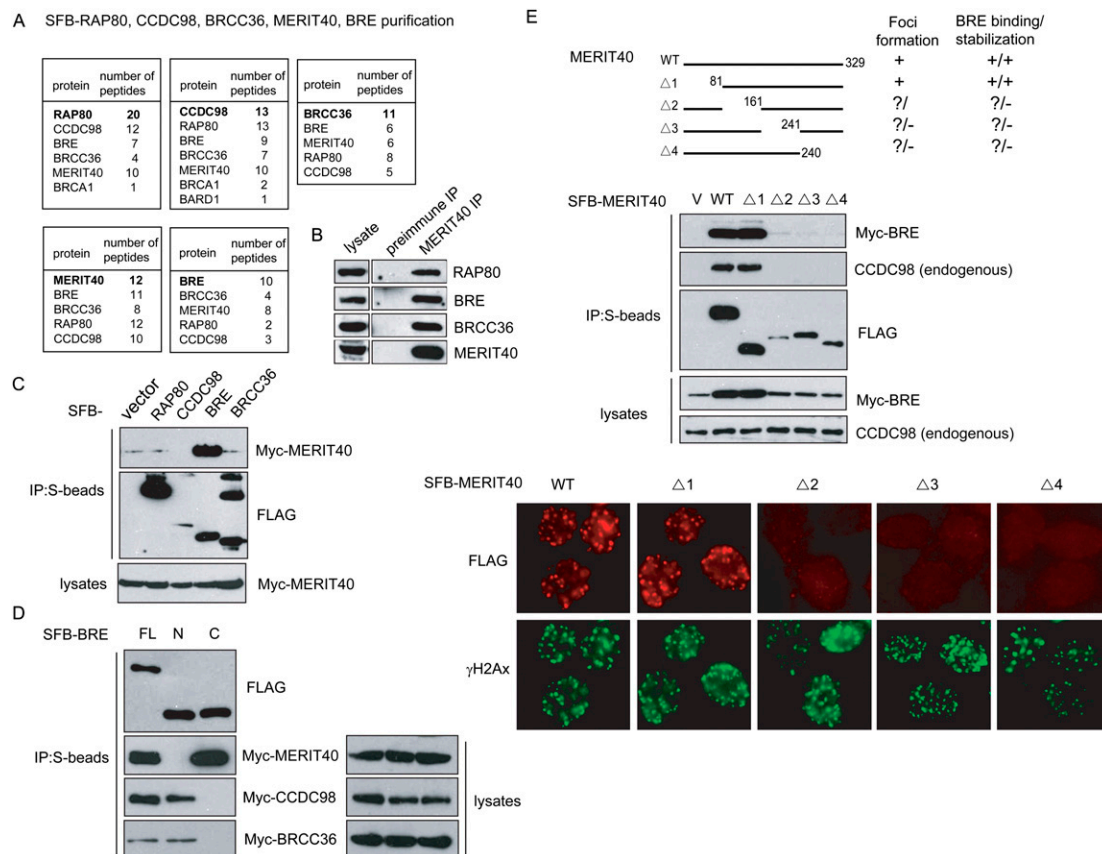 A SFB-RAP80, CCDC98, BRCC36, MERIT40, BRE purification
protein number of peptides
RAP80 20
CCDC98 12
BRE 7
BRCC36 4
MERIT40 10
BRCA1 1
protein number of peptides
CCDC98 13
RAP80 13
BRE 9
BRCC36 7
MERIT40 10
BRCA1 2
BARD1 1
protein number of peptides
BRCC36 11
BRE 6
MERIT40 6
RAP80 8
CCDC98 5
protein number of peptides
MERIT40 12
BRE 11
BRCC36 8
RAP80 12
CCDC98 10
protein number of peptides
BRE 10
BRCC36 4
MERIT40 8
RAP80 2
CCDC98 3
B
lysate preimmune IP MERIT40 IP
RAP80
BRE
BRCC36
MERIT40
C
SFB- vector RAP80 CCDC98 BRE BRCC36
Myc-MERIT40
IP:S-beads
FLAG
lysates Myc-MERIT40
D
SFB-BRE FL N C
FLAG
IP:S-beads
Myc-MERIT40
Myc-CCDC98
Myc-BRCC36
lysates
E
Foci formation BRE binding/ stabilization
MERIT40 WT 329 + +/+
△1 81 + +/+
△2 161 ?/ ?/-
△3 241 ?/- ?/-
△4 240 ?/- ?/-
SFB-MERIT40 V WT △1 △2 △3 △4
Myc-BRE
CCDC98 (endogenous)
IP:S-beads
FLAG
Myc-BRE
lysates
CCDC98 (endogenous)
SFB-MERIT40 WT △1 △2 △3 △4
FLAG
γH2Ax